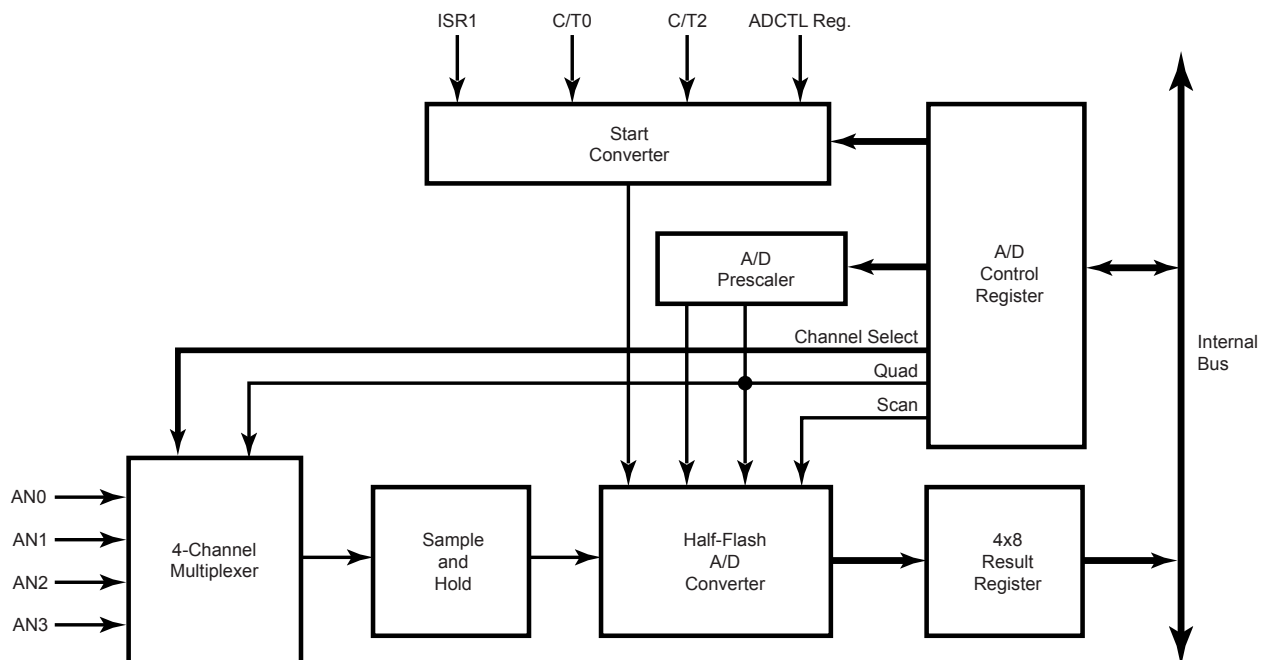 ISR1
C/T0
C/T2
ADCTL Reg.
Start
Converter
A/D
Prescaler
A/D
Control
Register
Channel Select
Quad
Scan
Internal
Bus
AN0
AN1
AN2
AN3
4-Channel
Multiplexer
Sample
and
Hold
Half-Flash
A/D
Converter
4x8
Result
Register